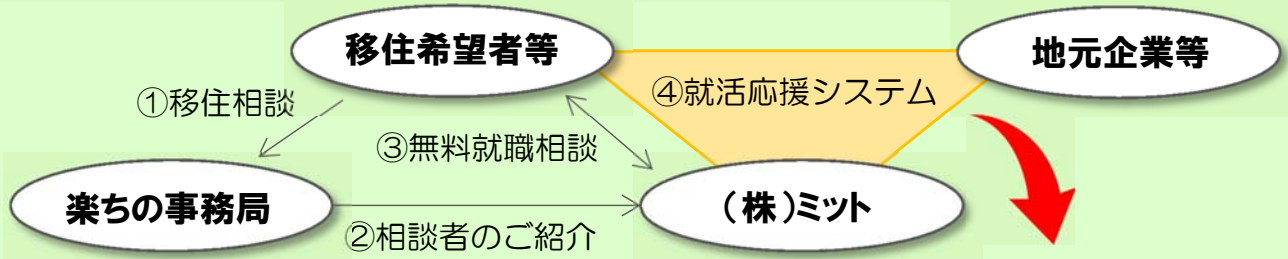 移住希望者等
地元企業等
①移住相談
④就活応援システム
③無料就職相談
楽ちの事務局
（株）ミット
②相談者のご紹介